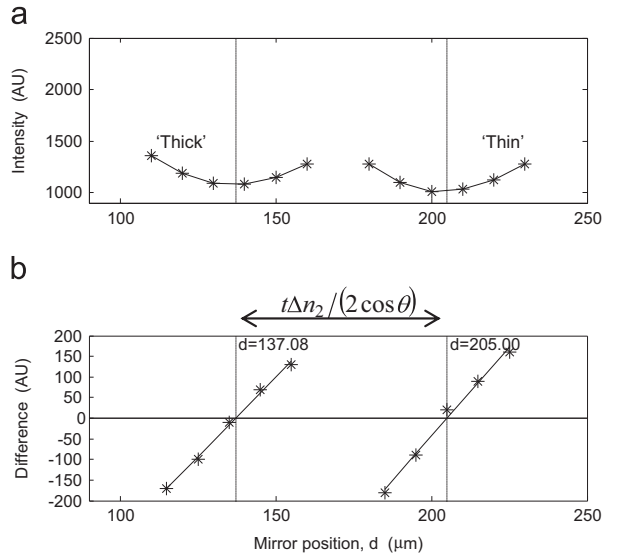 a
2500
2000
1500
1000
Intensity (AU)
'Thick'
'Thin'
100
150
200
250
b
tΔn₂/(2cosθ)
200
150
100
50
0
-50
-100
-150
-200
Difference (AU)
d=137.08
d=205.00
100
150
200
250
Mirror position, d (μm)